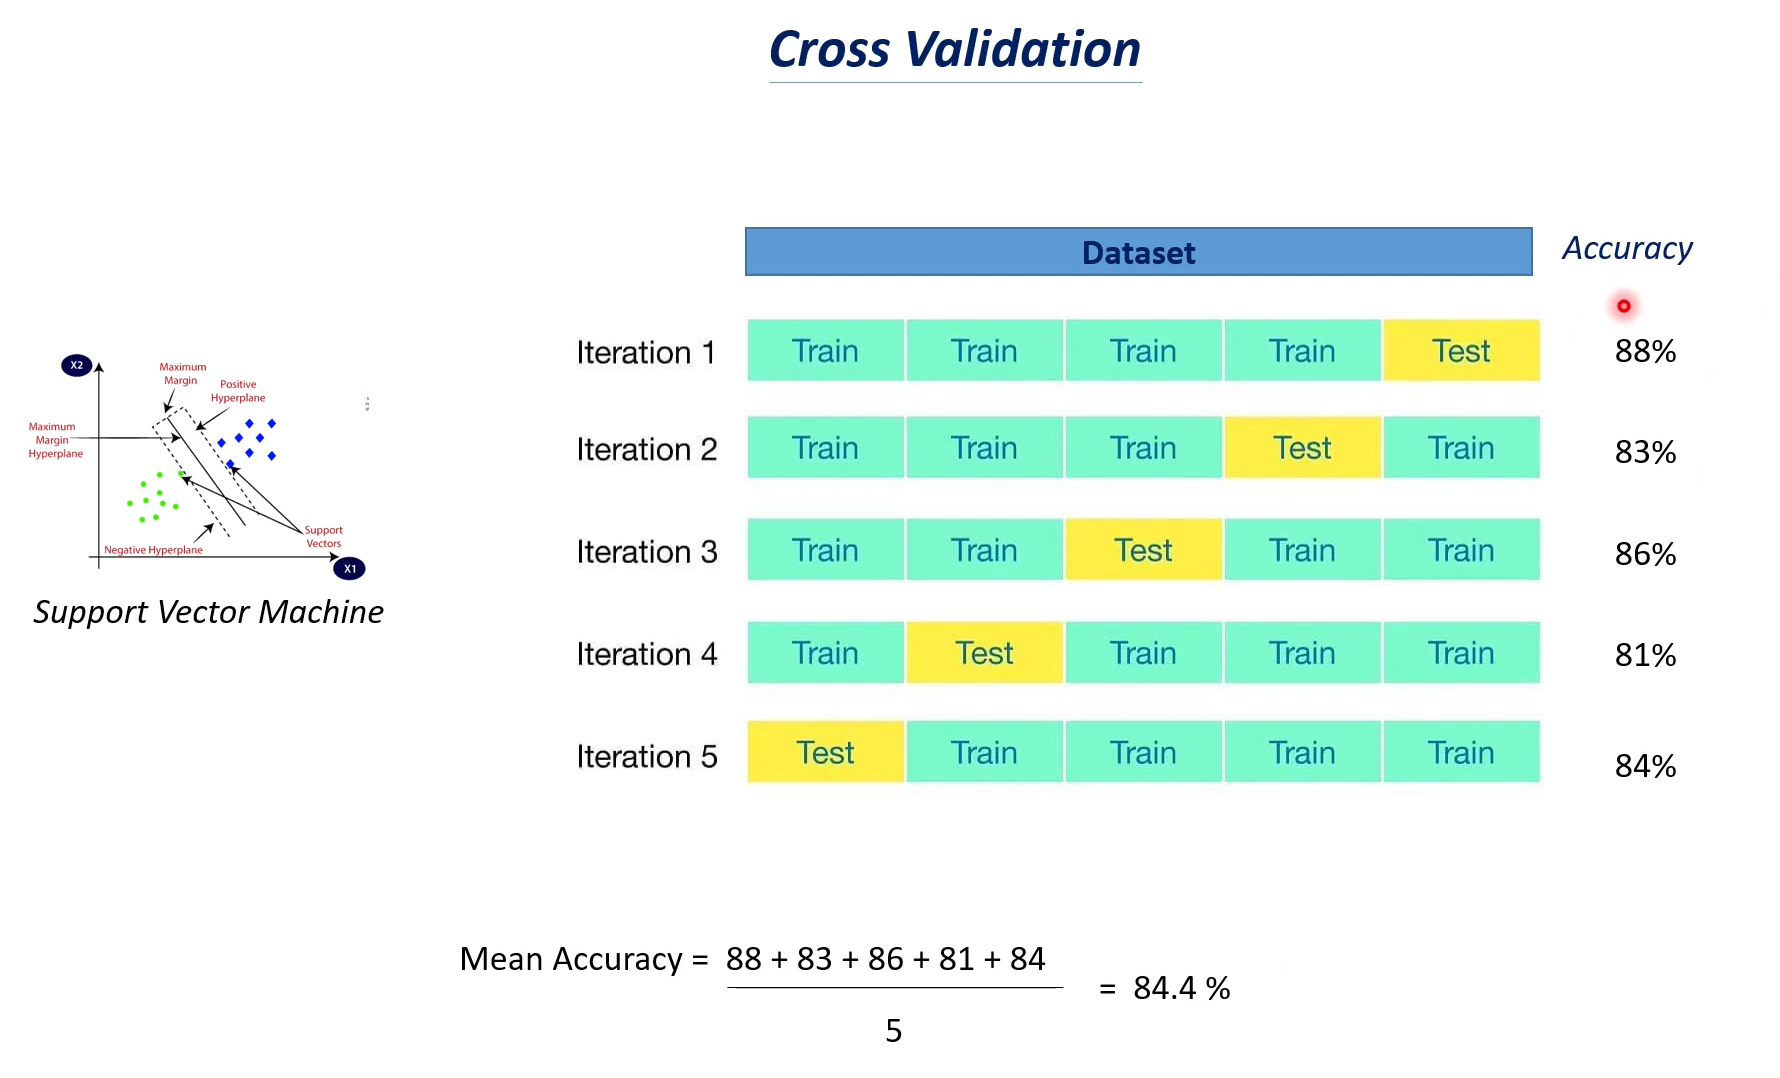 Cross Validation
Dataset
Accuracy
Iteration 1 Train Train Train Train Test 88%
Iteration 2 Train Train Train Test Train 83%
Iteration 3 Train Train Test Train Train 86%
Iteration 4 Train Test Train Train Train 81%
Iteration 5 Test Train Train Train Train 84%
X2
Maximum
Margin
Positive
Hyperplane
Maximum
Margin
Hyperplane
Support
Vectors
Negative Hyperplane
X1
Support Vector Machine
Mean Accuracy = 88 + 83 + 86 + 81 + 84
= 84.4 %
5